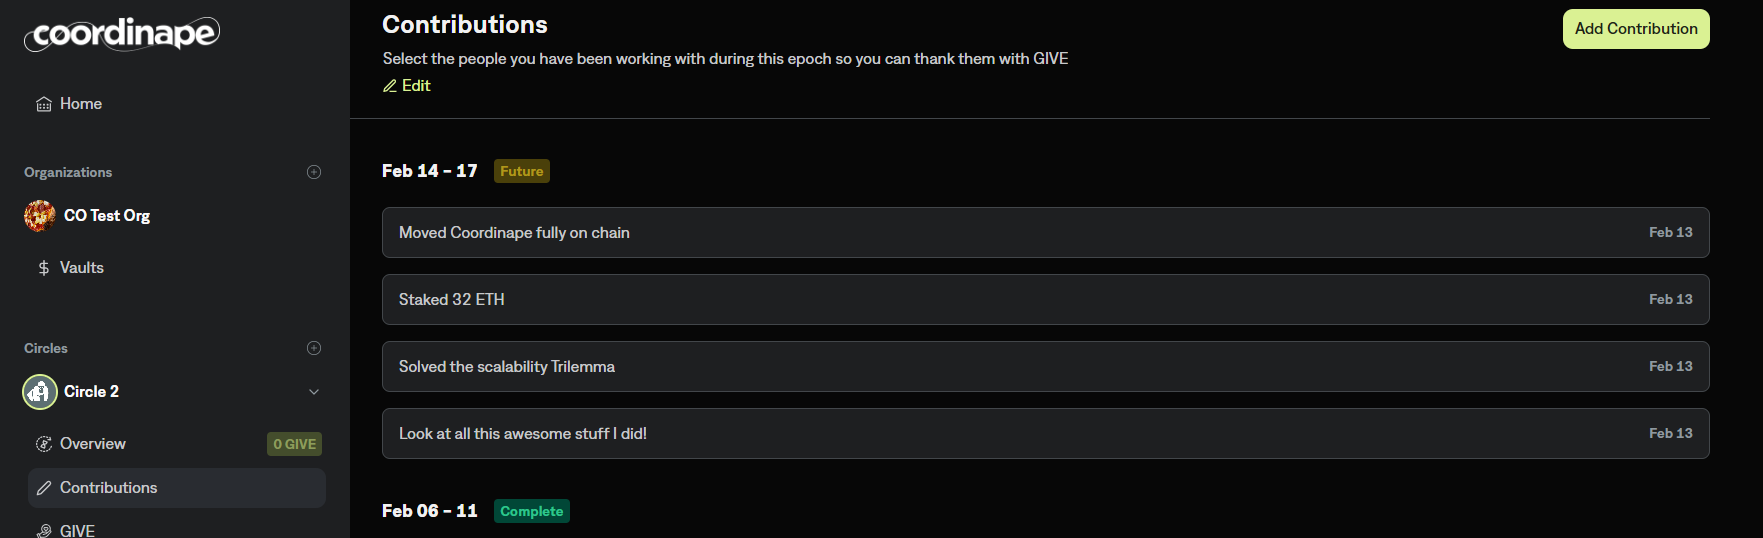 coordinape
Home
Organizations
CO Test Org
Vaults
Circles
Circle 2
Overview
0 GIVE
Contributions
GIVE
Contributions
Add Contribution
Select the people you have been working with during this epoch so you can thank them with GIVE
Edit
Feb 14 - 17 Future
Moved Coordinape fully on chain Feb 13
Staked 32 ETH Feb 13
Solved the scalability Trilemma Feb 13
Look at all this awesome stuff I did! Feb 13
Feb 06 - 11 Complete